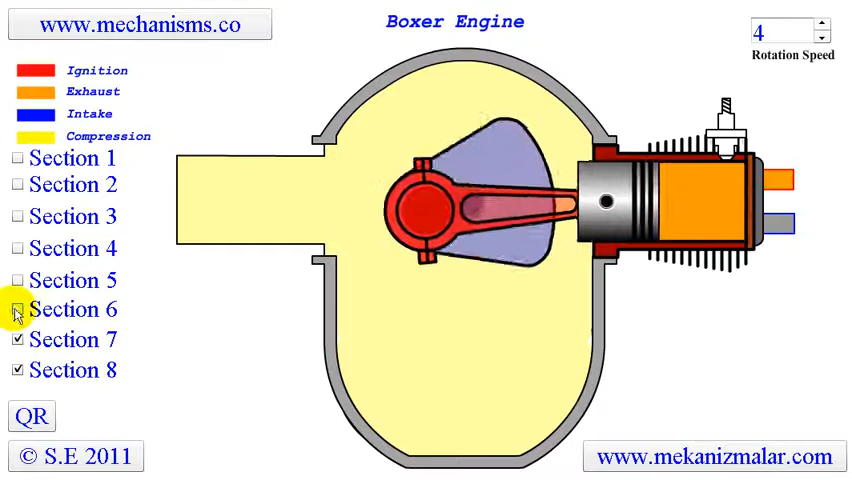 www.mechanisms.co
Boxer Engine
4
Rotation Speed
Ignition
Exhaust
Intake
Compression
Section 1
Section 2
Section 3
Section 4
Section 5
Section 6
Section 7
Section 8
QR
© S.E 2011
www.mekanizmalar.com